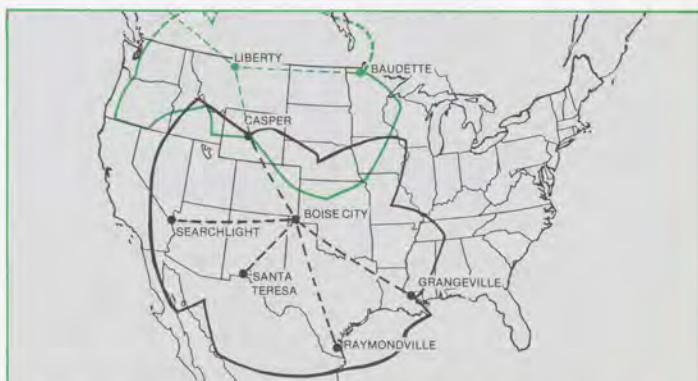 LIBERTY
BAUDETTE
CASPER
BOISE CITY
SEARCHLIGHT
SANTA
TERESA
GRANGEVILLE
RAYMONDVILLE